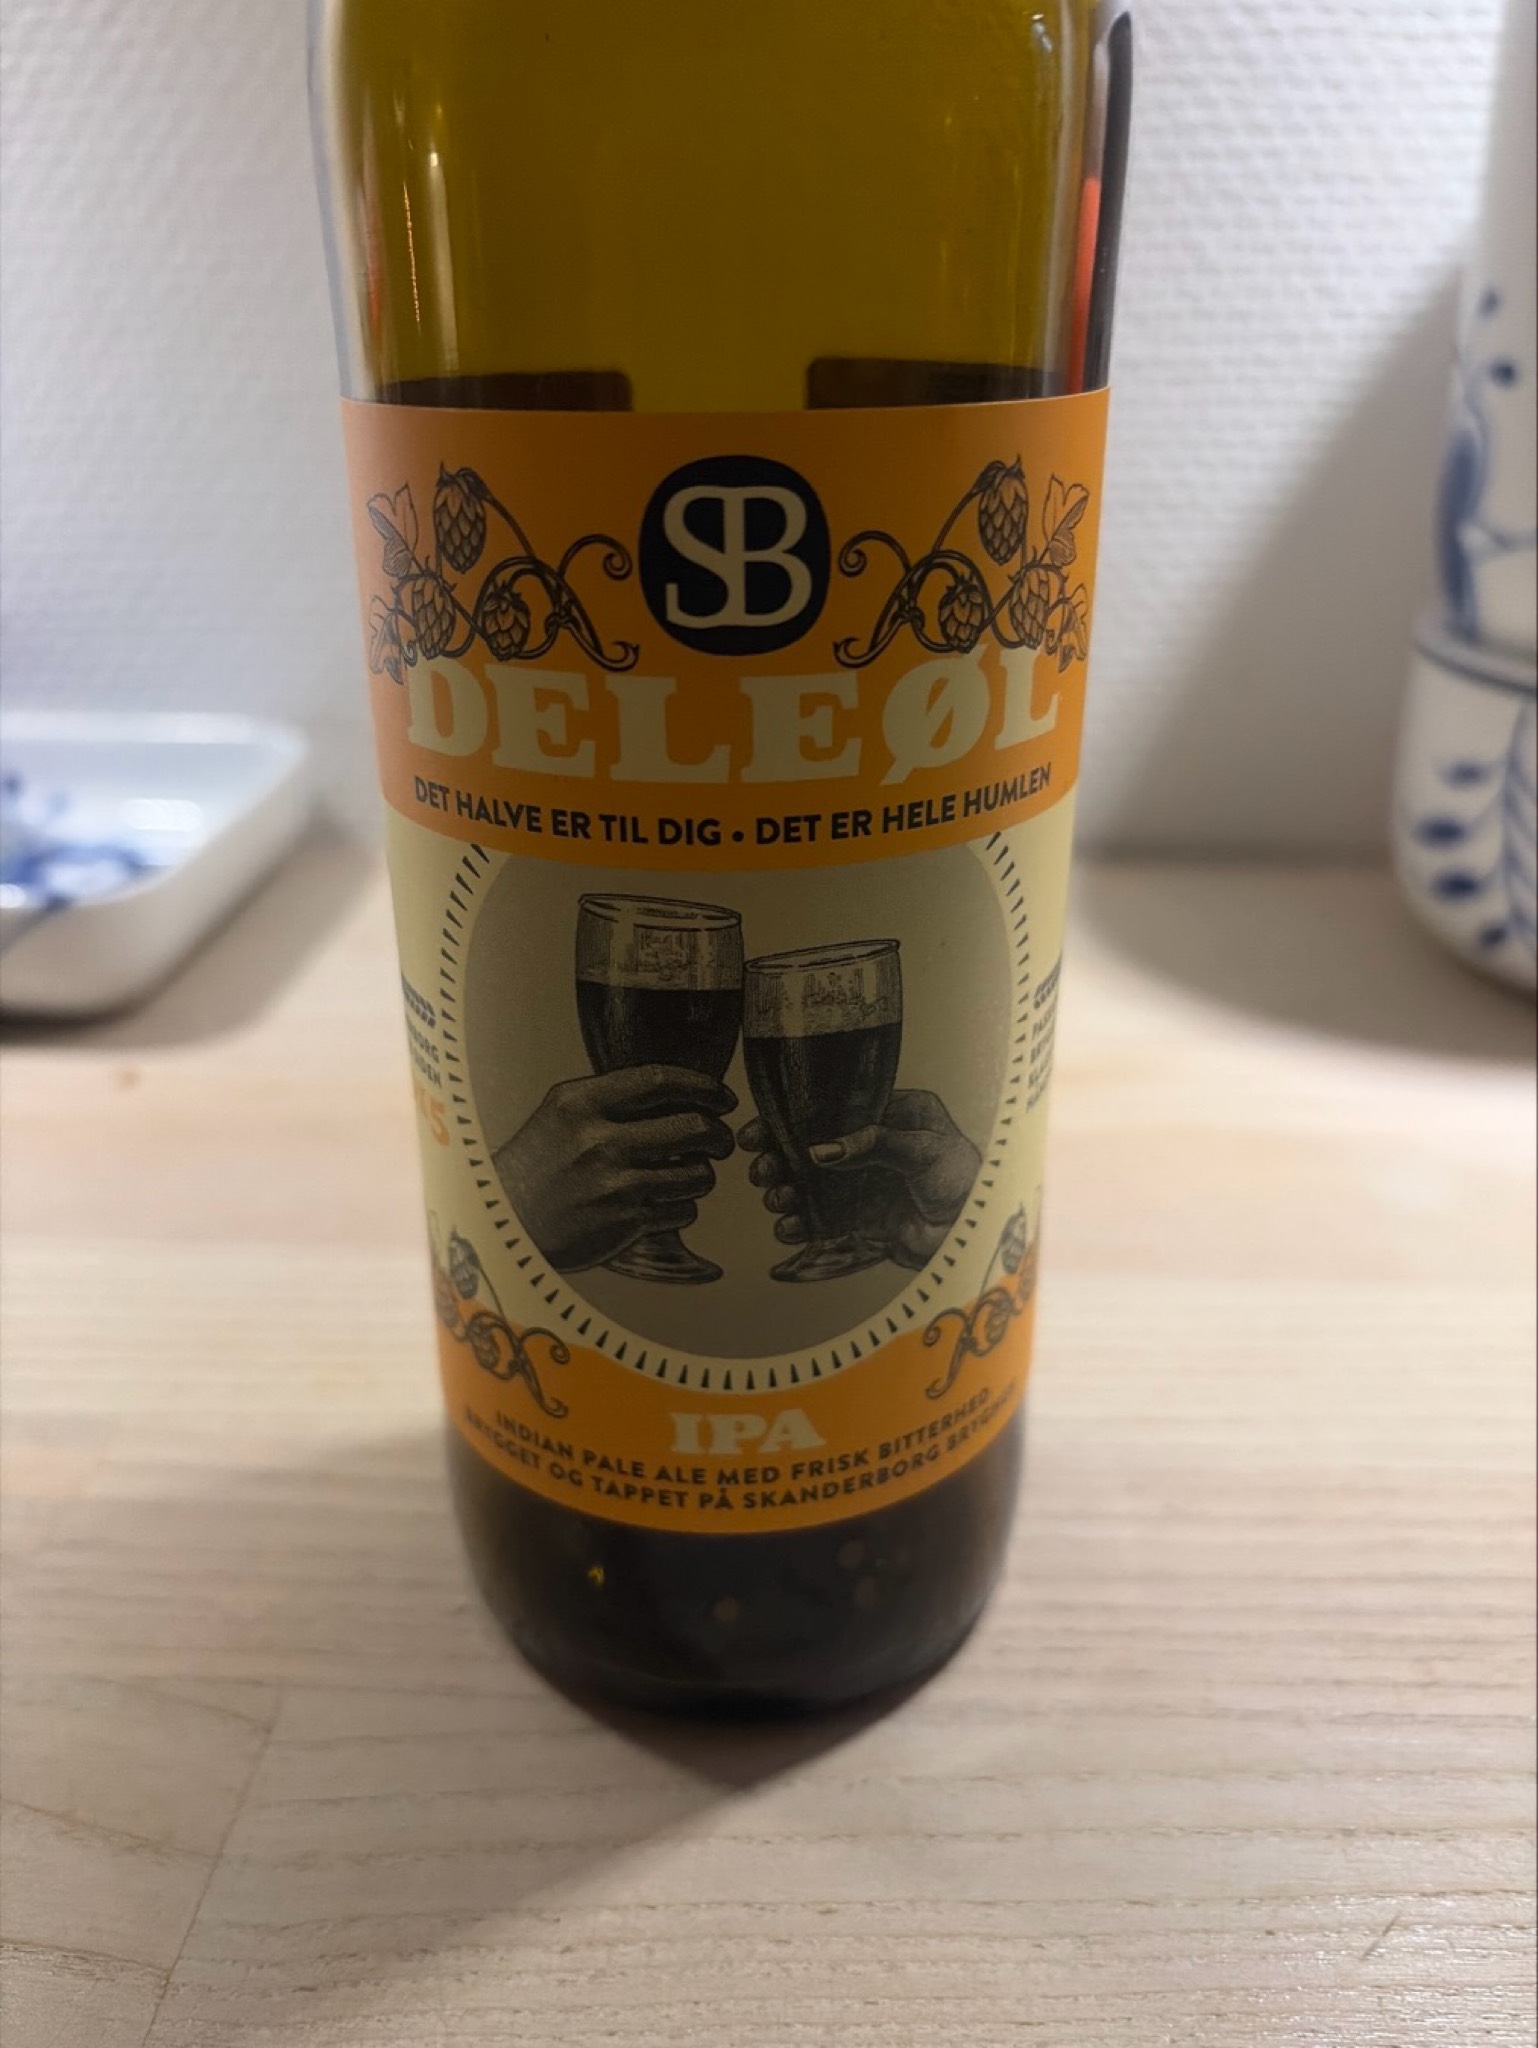 SB
DELEØL
DET HALVE ER TIL DIG • DET ER HELE HUMLEN
IPA
INDIAN PALE ALE MED FRISK BITTERHED
BRYGGET OG TAPPET PÅ SKANDERBORG